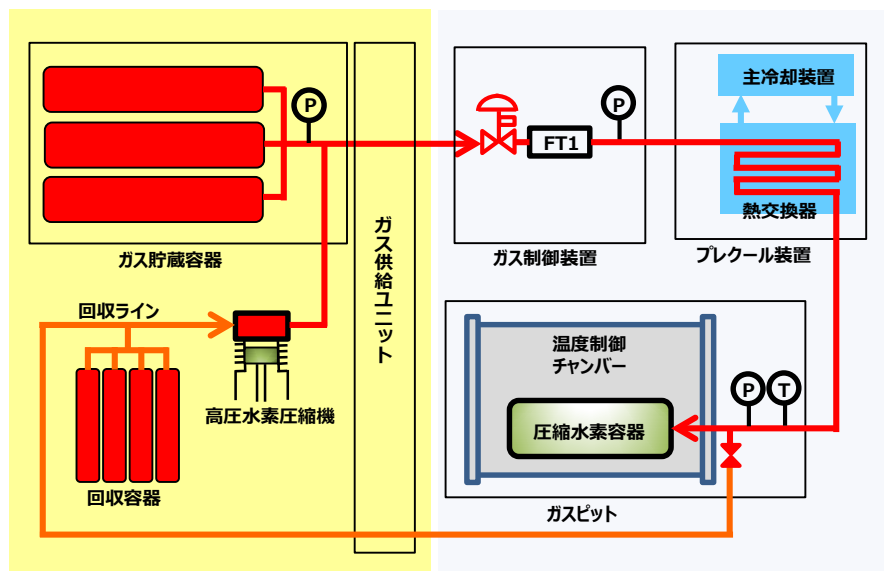 P
P
主冷却装置
FT1
熱交換器
ガス貯蔵容器
ガス供給ユニット
ガス制御装置
プレクール装置
回収ライン
高圧水素圧縮機
回収容器
温度制御
チャンバー
P
T
圧縮水素容器
ガスピット